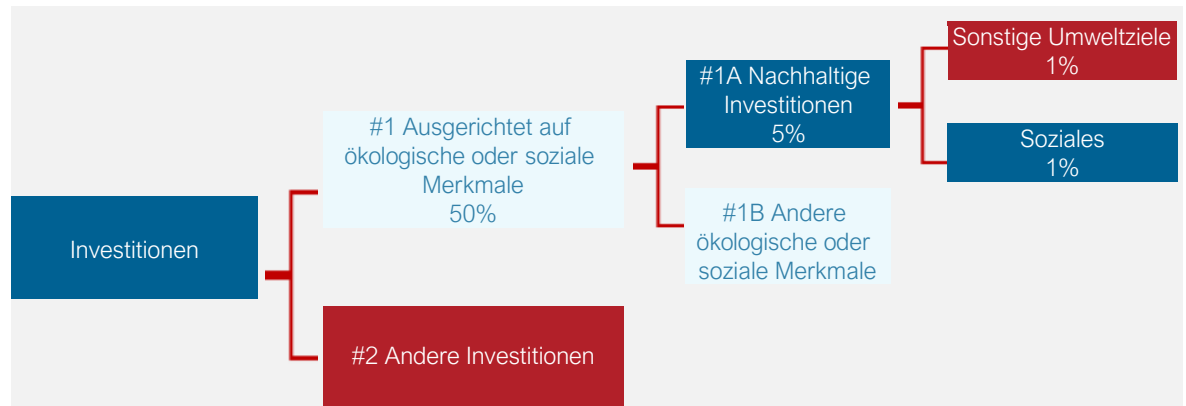 Investitionen
#1 Ausgerichtet auf
ökologische oder soziale
Merkmale
50%
#2 Andere Investitionen
#1A Nachhaltige
Investitionen
5%
#1B Andere
ökologische oder
soziale Merkmale
Sonstige Umweltziele
1%
Soziales
1%